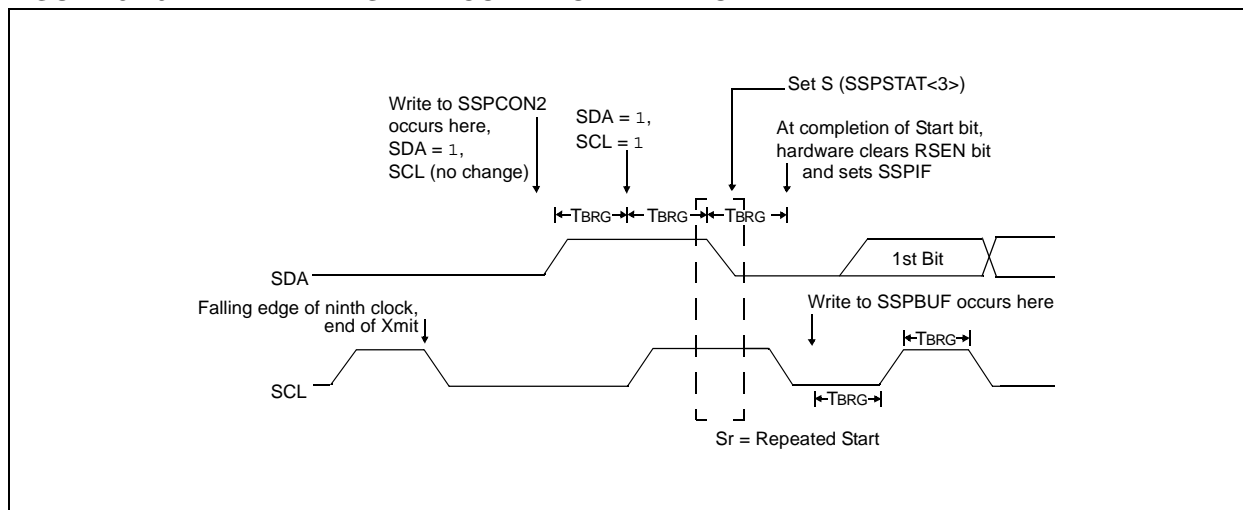 Set S (SSPSTAT<3>)
Write to SSPCON2
occurs here,
SDA = 1,
SCL (no change)
SDA = 1,
SCL = 1
At completion of Start bit,
hardware clears RSEN bit
and sets SSPIF
TBRG
TBRG
TBRG
SDA
1st Bit
Falling edge of ninth clock,
end of Xmit
Write to SSPBUF occurs here
TBRG
SCL
TBRG
Sr = Repeated Start